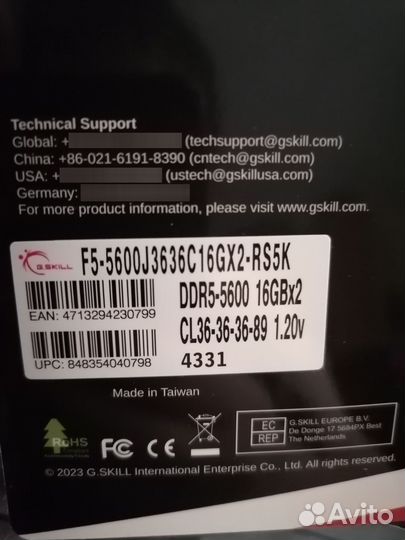 Technical Support
Global: + (techsupport@gskill.com)
China: +86-021-6191-8390 (cntech@gskill.com)
USA: + (ustech@gskillusa.com)
Germany:
For more product information, please visit www.gskill.com
G.SKILL F5-5600J3636C16GX2-RS5K
DDR5-5600 16GBx2
EAN: 4713294230799
CL36-36-36-89 1.20v
UPC: 848354040798
4331
Made in Taiwan
RoHS
Compliant
FC CE
EC REP
G.SKILL EUROPE B.V.
De Donge 17 5684PX Best
The Netherlands
© 2023 G.SKILL International Enterprise Co., Ltd. All rights reserved.
Avito